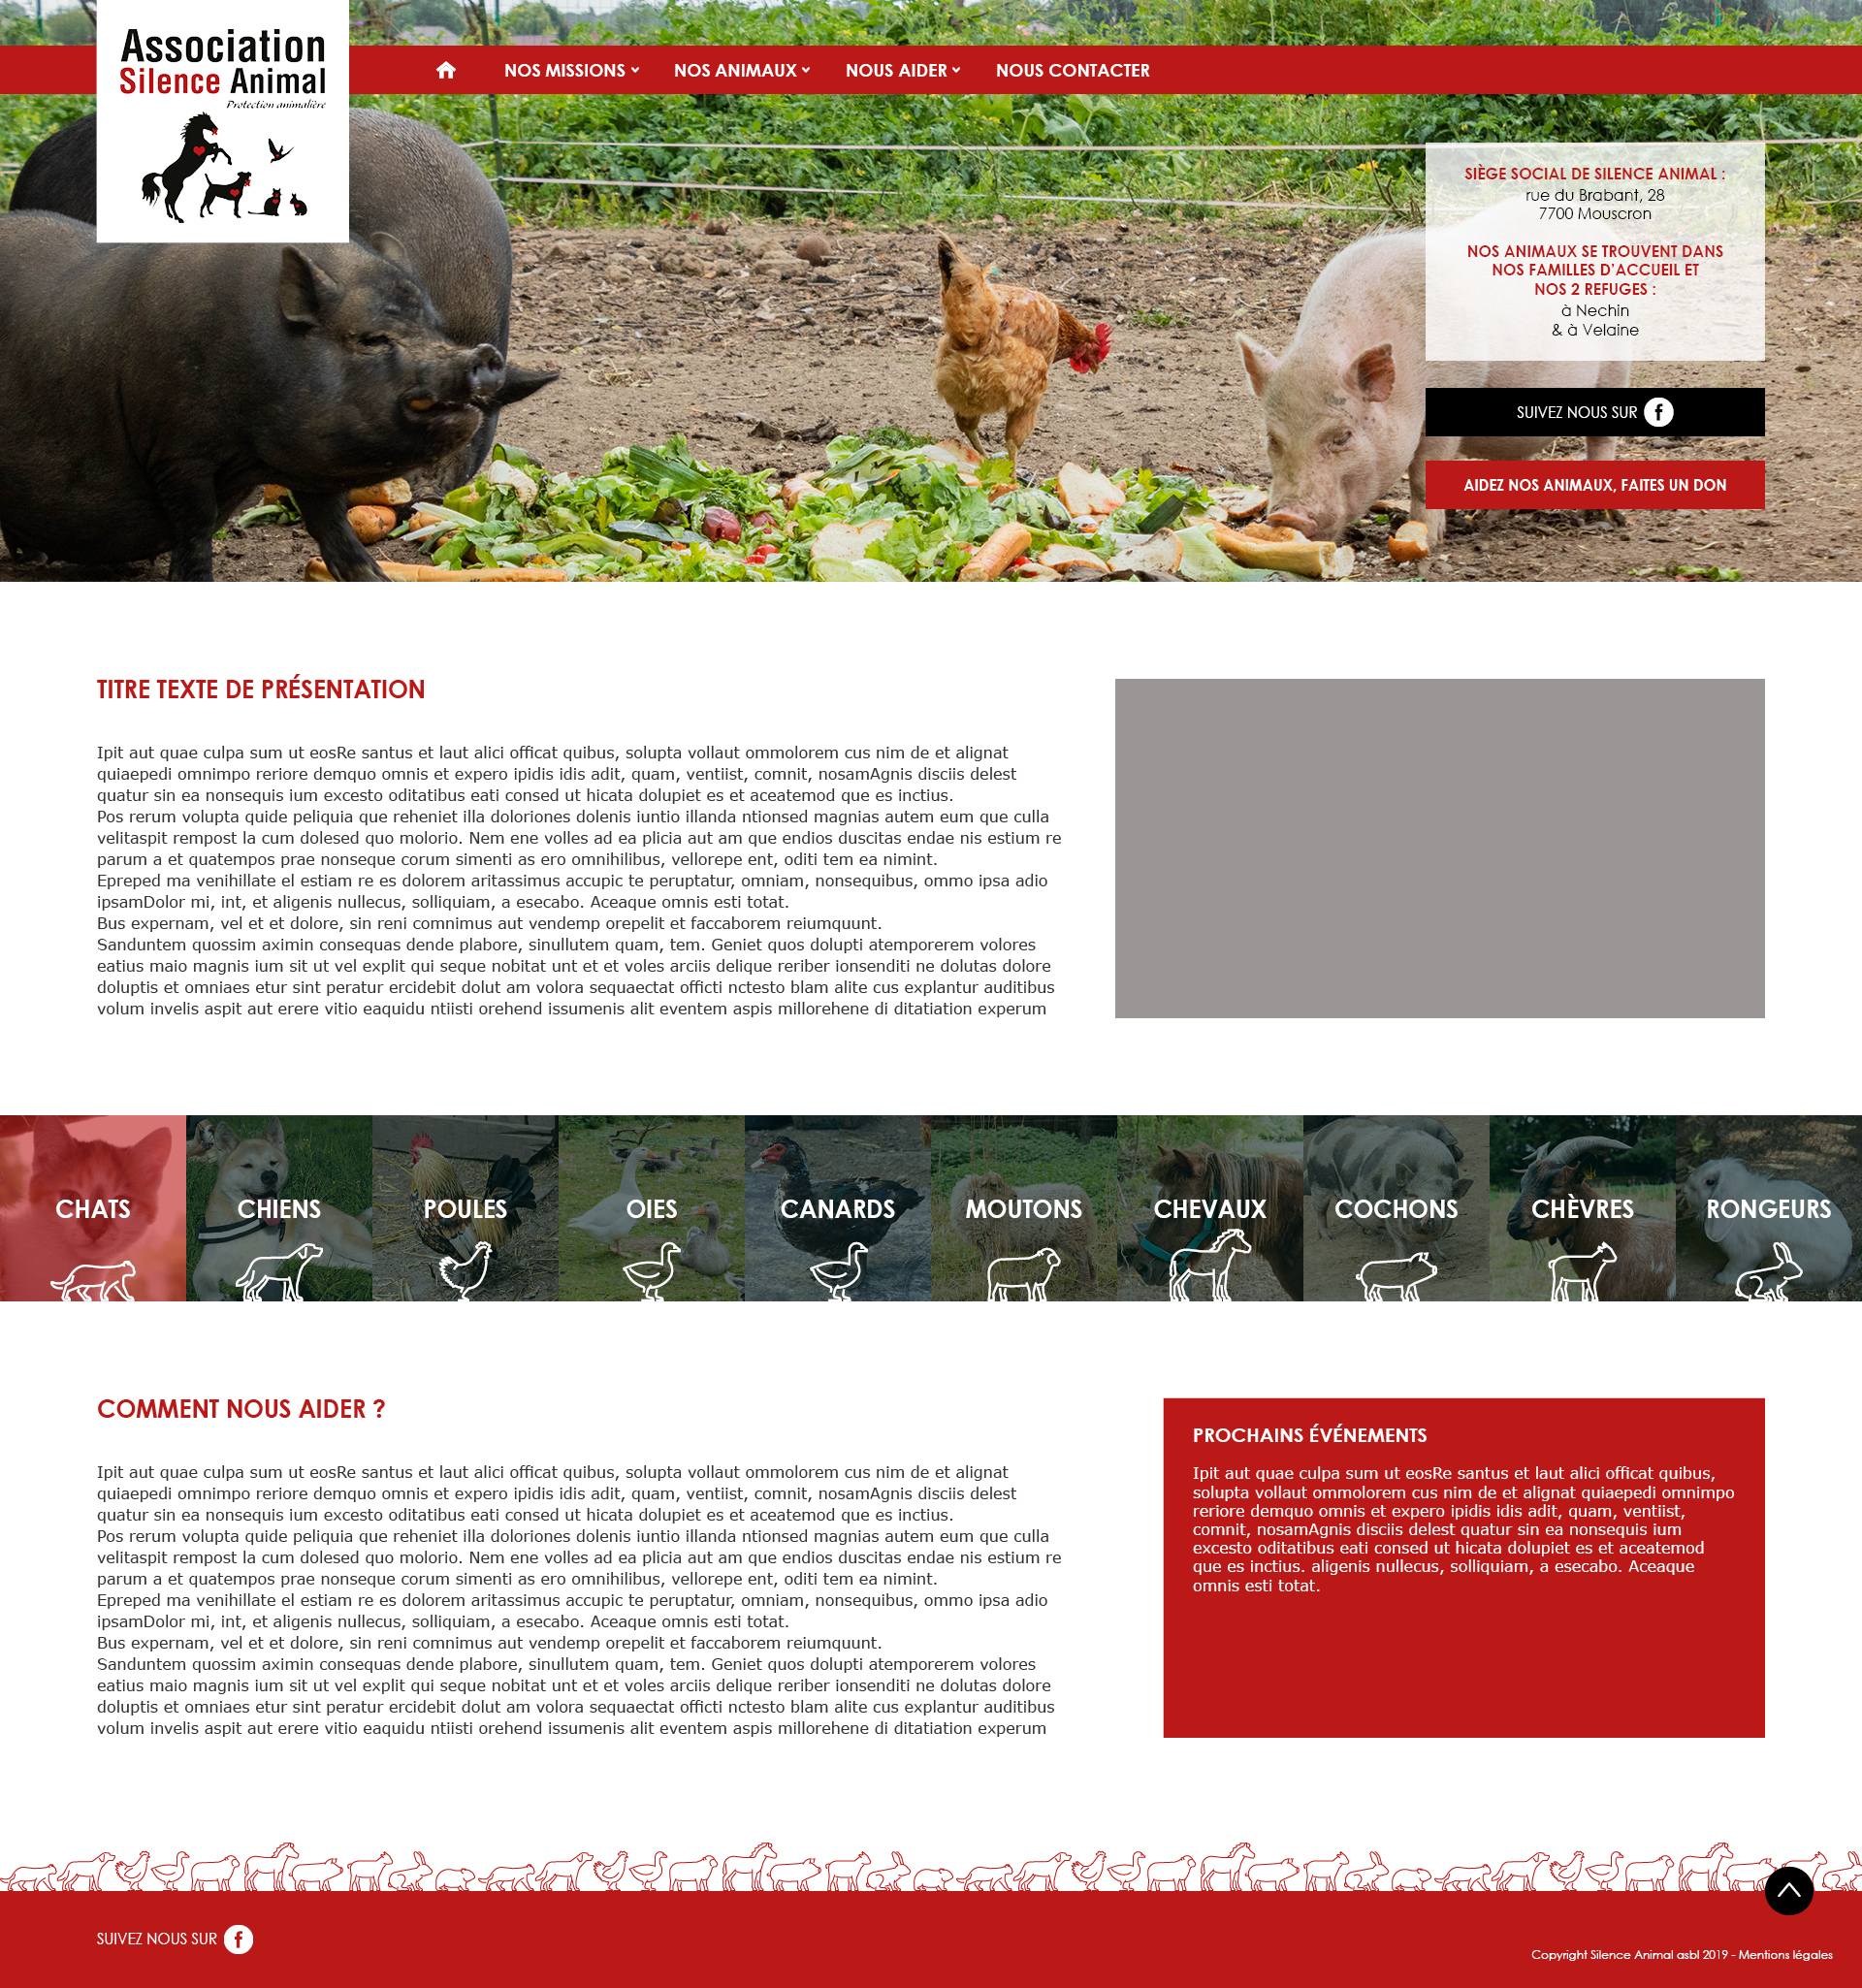 Association
Silence Animal
Protection animalière
NOS MISSIONS
NOS ANIMAUX
NOUS AIDER
NOUS CONTACTER
SIÈGE SOCIAL DE SILENCE ANIMAL :
rue du Brabant, 28
7700 Mouscron
NOS ANIMAUX SE TROUVENT DANS
NOS FAMILLES D'ACCUEIL ET
NOS 2 REFUGES :
à Nechin
& à Velaine
SUIVEZ NOUS SUR
AIDEZ NOS ANIMAUX, FAITES UN DON
TITRE TEXTE DE PRÉSENTATION
Ipit aut quae culpa sum ut eosRe santus et laut alici officat quibus, solupta vollaut ommolorem cus nim de et alignat
quiaepedi omnimpo reriore demquo omnis et expero ipidis idis adit, quam, ventiist, comnit, nosamAgnis disciis delest
quatur sin ea nonsequis ium excesto oditatibus eati consed ut hicata dolupiet es et aceatemod que es inctius.
Pos rerum volupta quide peliquia que reheniet illa doloriones dolenis iuntio illanda ntionsed magnias autem eum que culla
velitaspit rempost la cum dolesed quo molorio. Nem ene volles ad ea plicia aut am que endios duscitas endae nis estium re
parum a et quatempos prae nonseque corum simenti as ero omnihilibus, vellorepe ent, oditi tem ea nimint.
Epreped ma venihillate el estiam re es dolorem aritassimus accupic te peruptatur, omniam, nonsequibus, ommo ipsa adio
ipsamDolor mi, int, et aligenis nullecus, solliquiam, a esecabo. Aceaque omnis esti totat.
Bus expernam, vel et et dolore, sin reni comnimus aut vendemp orepelit et faccaborem reiumquunt.
Sanduntem quossim aximin consequas dende plabore, sinullutem quam, tem. Geniet quos dolupti atemporerem volores
eatius maio magnis ium sit ut vel explit qui seque nobitat unt et et voles arciis delique reriber ionsenditi ne dolutas dolore
doluptis et omniaes etur sint peratur ercidebit dolut am volora sequaectat officti nctesto blam alite cus explantur auditibus
volum invelis aspit aut erere vitio eaquidu ntiisti orehend issumenis alit eventem aspis millorehene di ditatiation experum
CHATS
CHIENS
POULES
OIES
CANARDS
MOUTONS
CHEVAUX
COCHONS
CHÈVRES
RONGEURS
COMMENT NOUS AIDER ?
Ipit aut quae culpa sum ut eosRe santus et laut alici officat quibus, solupta vollaut ommolorem cus nim de et alignat
quiaepedi omnimpo reriore demquo omnis et expero ipidis idis adit, quam, ventiist, comnit, nosamAgnis disciis delest
quatur sin ea nonsequis ium excesto oditatibus eati consed ut hicata dolupiet es et aceatemod que es inctius.
Pos rerum volupta quide peliquia que reheniet illa doloriones dolenis iuntio illanda ntionsed magnias autem eum que culla
velitaspit rempost la cum dolesed quo molorio. Nem ene volles ad ea plicia aut am que endios duscitas endae nis estium re
parum a et quatempos prae nonseque corum simenti as ero omnihilibus, vellorepe ent, oditi tem ea nimint.
Epreped ma venihillate el estiam re es dolorem aritassimus accupic te peruptatur, omniam, nonsequibus, ommo ipsa adio
ipsamDolor mi, int, et aligenis nullecus, solliquiam, a esecabo. Aceaque omnis esti totat.
Bus expernam, vel et et dolore, sin reni comnimus aut vendemp orepelit et faccaborem reiumquunt.
Sanduntem quossim aximin consequas dende plabore, sinullutem quam, tem. Geniet quos dolupti atemporerem volores
eatius maio magnis ium sit ut vel explit qui seque nobitat unt et et voles arciis delique reriber ionsenditi ne dolutas dolore
doluptis et omniaes etur sint peratur ercidebit dolut am volora sequaectat officti nctesto blam alite cus explantur auditibus
volum invelis aspit aut erere vitio eaquidu ntiisti orehend issumenis alit eventem aspis millorehene di ditatiation experum
PROCHAINS ÉVÉNEMENTS
Ipit aut quae culpa sum ut eosRe santus et laut alici officat quibus,
solupta vollaut ommolorem cus nim de et alignat quiaepedi omnimpo
reriore demquo omnis et expero ipidis idis adit, quam, ventiist,
comnit, nosamAgnis disciis delest quatur sin ea nonsequis ium
excesto oditatibus eati consed ut hicata dolupiet es et aceatemod
que es inctius. aligenis nullecus, solliquiam, a esecabo. Aceaque
omnis esti totat.
SUIVEZ NOUS SUR
Copyright Silence Animal asbl 2019 - Mentions légales